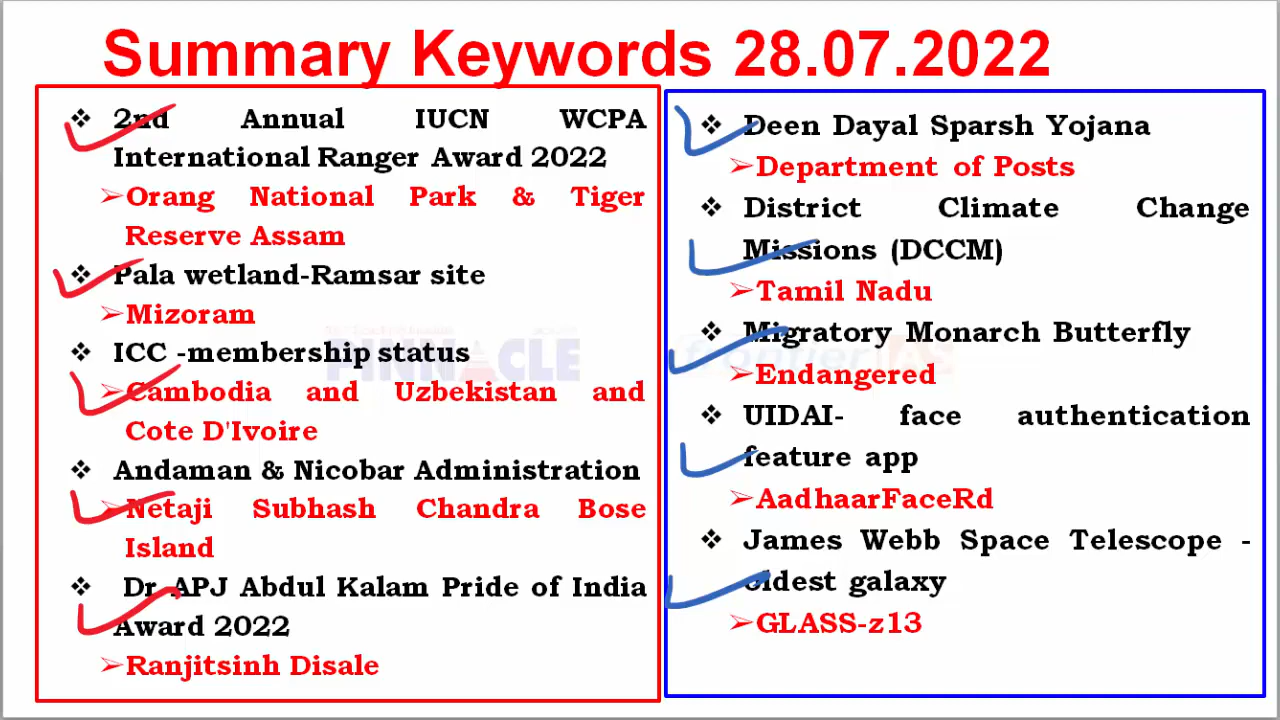 Summary Keywords 28.07.2022
❖ 2nd Annual IUCN WCPA
International Ranger Award 2022
➢Orang National Park & Tiger
Reserve Assam
❖ Pala wetland-Ramsar site
➢Mizoram
❖ ICC -membership status
➢Cambodia and Uzbekistan and
Cote D'Ivoire
❖ Andaman & Nicobar Administration
➢Netaji Subhash Chandra Bose
Island
❖ Dr APJ Abdul Kalam Pride of India
Award 2022
➢Ranjitsinh Disale
❖ Deen Dayal Sparsh Yojana
➢Department of Posts
❖ District Climate Change
Missions (DCCM)
➢Tamil Nadu
❖ Migratory Monarch Butterfly
➢Endangered
❖ UIDAI- face authentication
feature app
➢AadhaarFaceRd
❖ James Webb Space Telescope -
oldest galaxy
➢GLASS-z13
PINNACLE
frontier IAS